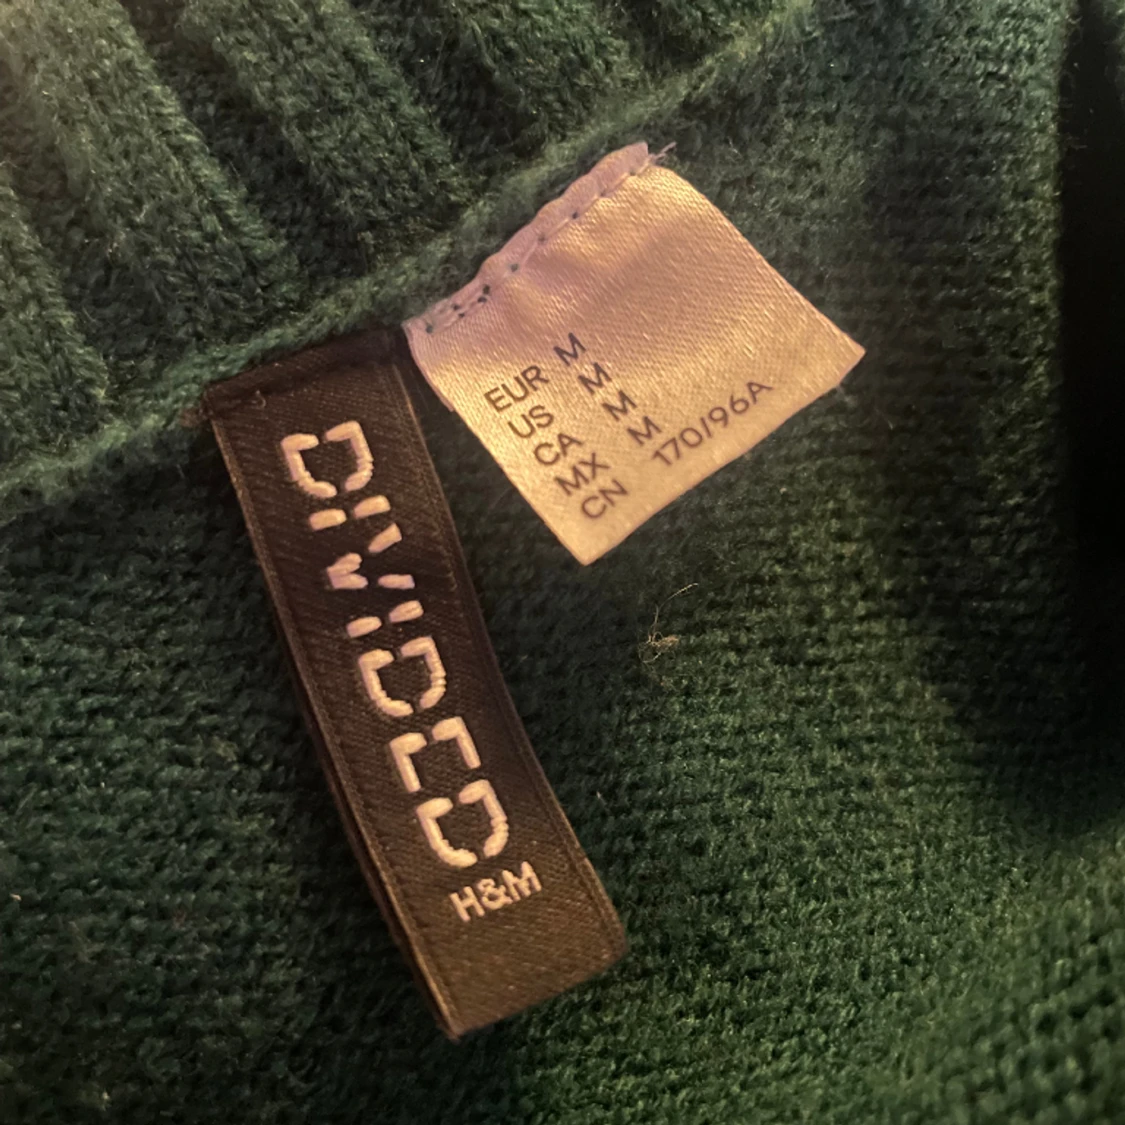 DIVIDED
H&M
EUR M
US M
CA M
MX M
CN 170/96A